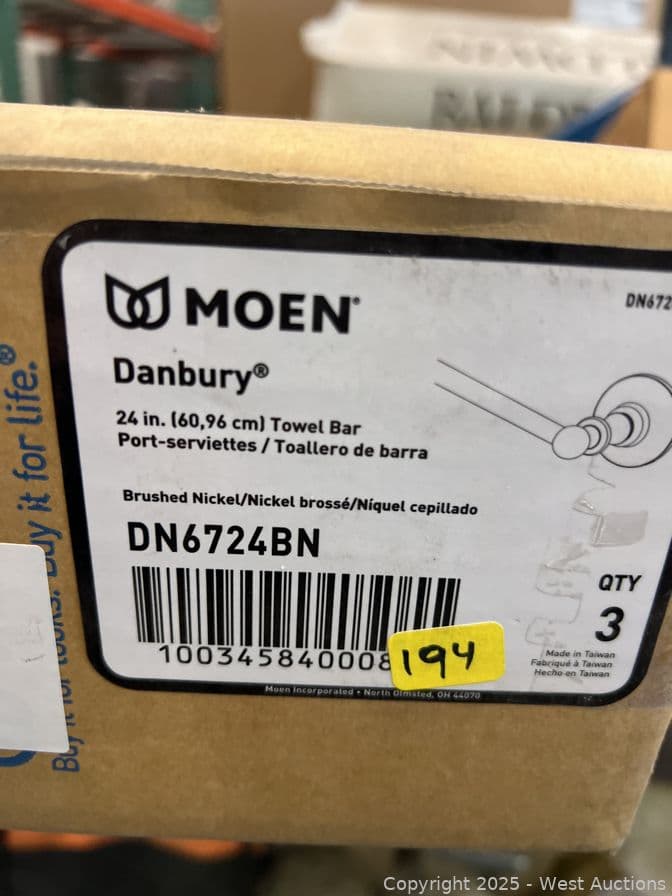 MOEN®
DN672
Danbury®
24 in. (60,96 cm) Towel Bar
Port-serviettes / Toallero de barra
Brushed Nickel/Nickel brossé/Níquel cepillado
DN6724BN
QTY
3
100345840008
194
Made in Taiwan
Fabriqué à Taiwan
Hecho en Taiwan
Moen Incorporated • North Olmsted, OH 44070
Buy it for looks. Buy it for life.®
Copyright 2025 - West Auctions